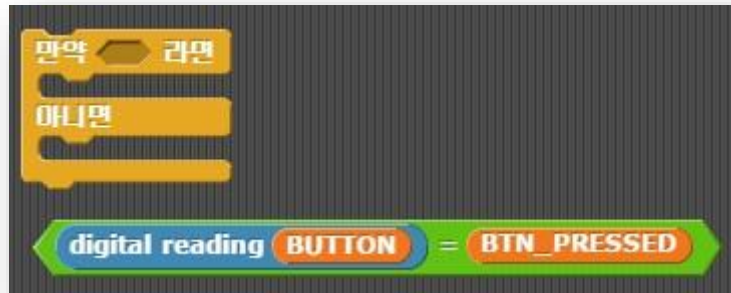 만약 라면
아니면
digital reading BUTTON = BTN_PRESSED